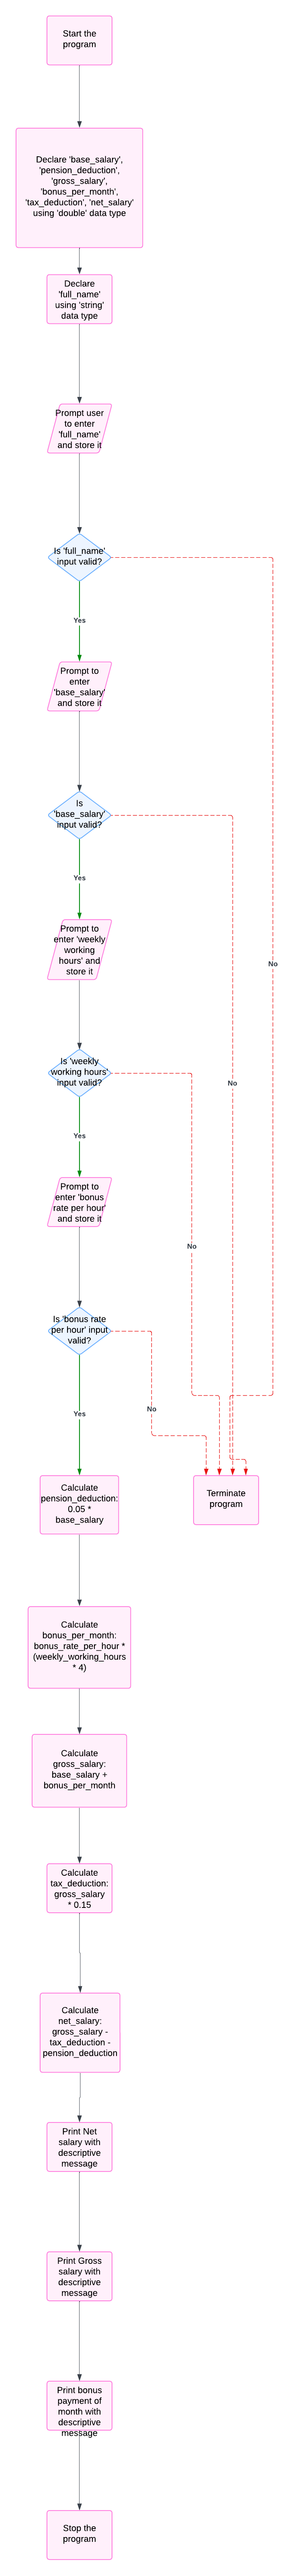 Start the
program
Declare 'base_salary',
'pension_deduction',
'gross_salary',
'bonus_per_month',
'tax_deduction', 'net_salary'
using 'double' data type
Declare
'full_name'
using 'string'
data type
Prompt user
to enter
'full_name'
and store it
Is 'full_name'
input valid?
Yes
Prompt to
enter
'base_salary'
and store it
Is
'base_salary'
input valid?
Yes
Prompt to
enter 'weekly
working
hours' and
store it
No
Is 'weekly
working hours'
input valid?
No
Yes
Prompt to
enter 'bonus
rate per hour'
and store it
No
Is 'bonus rate
per hour' input
valid?
No
Yes
Calculate
pension_deduction:
0.05 *
base_salary
Terminate
program
Calculate
bonus_per_month:
bonus_rate_per_hour *
(weekly_working_hours
* 4)
Calculate
gross_salary:
base_salary +
bonus_per_month
Calculate
tax_deduction:
gross_salary
* 0.15
Calculate
net_salary:
gross_salary -
tax_deduction -
pension_deduction
Print Net
salary with
descriptive
message
Print Gross
salary with
descriptive
message
Print bonus
payment of
month with
descriptive
message
Stop the
program